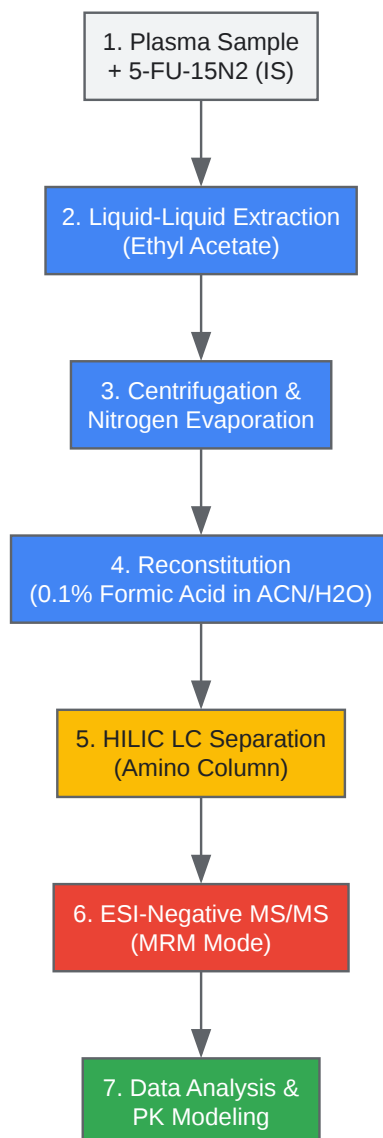 1. Plasma Sample
+ 5-FU-15N2 (IS)
2. Liquid-Liquid Extraction
(Ethyl Acetate)
3. Centrifugation &
Nitrogen Evaporation
4. Reconstitution
(0.1% Formic Acid in ACN/H2O)
5. HILIC LC Separation
(Amino Column)
6. ESI-Negative MS/MS
(MRM Mode)
7. Data Analysis &
PK Modeling